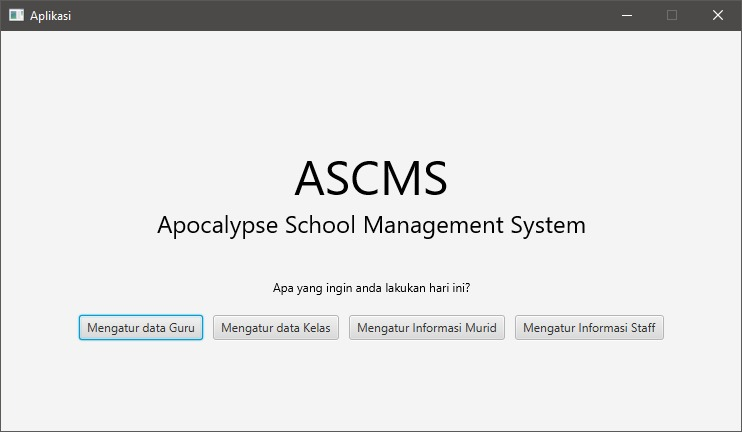 Aplikasi
ASCMS
Apocalypse School Management System
Apa yang ingin anda lakukan hari ini?
Mengatur data Guru Mengatur data Kelas Mengatur Informasi Murid Mengatur Informasi Staff